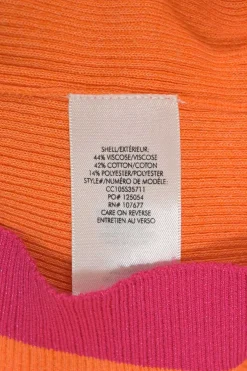 SHELL/EXTÉRIEUR:
44% VISCOSE/VISCOSE
42% COTTON/COTON
14% POLYESTER/POLYESTER
STYLE#/NUMÉRO DE MODÈLE:
CC105S35711
PO# 125054
RN# 107677
CARE ON REVERSE
ENTRETIEN AU VERSO